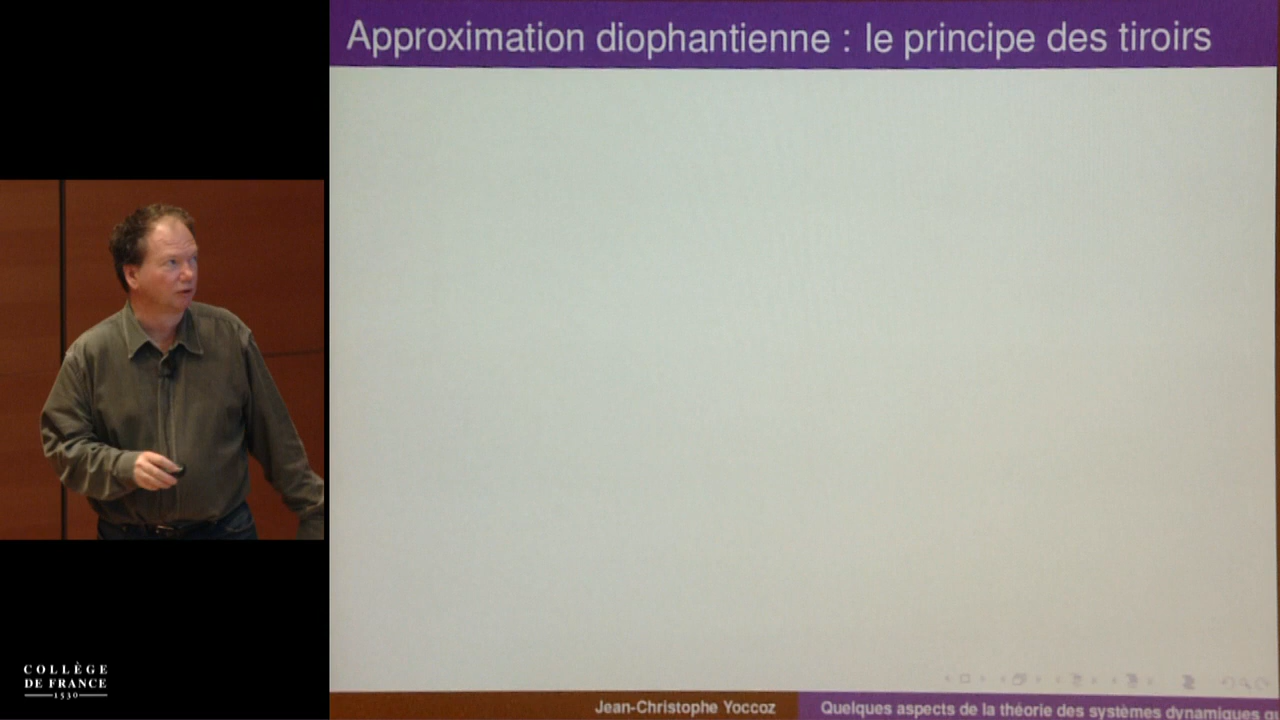 Approximation diophantienne : le principe des tiroirs
COLLÈGE
DE FRANCE
1530
Jean-Christophe Yoccoz
Quelques aspects de la théorie des systèmes dynamiques